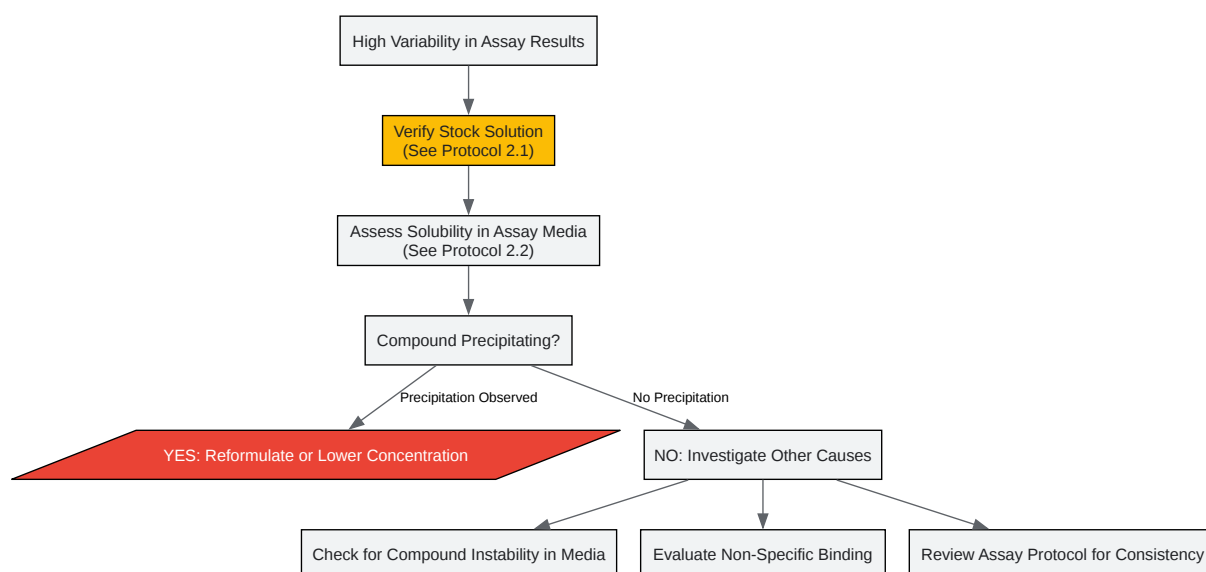 High Variability in Assay Results
Verify Stock Solution
(See Protocol 2.1)
Assess Solubility in Assay Media
(See Protocol 2.2)
Compound Precipitating?
Precipitation Observed
No Precipitation
YES: Reformulate or Lower Concentration
NO: Investigate Other Causes
Check for Compound Instability in Media
Evaluate Non-Specific Binding
Review Assay Protocol for Consistency